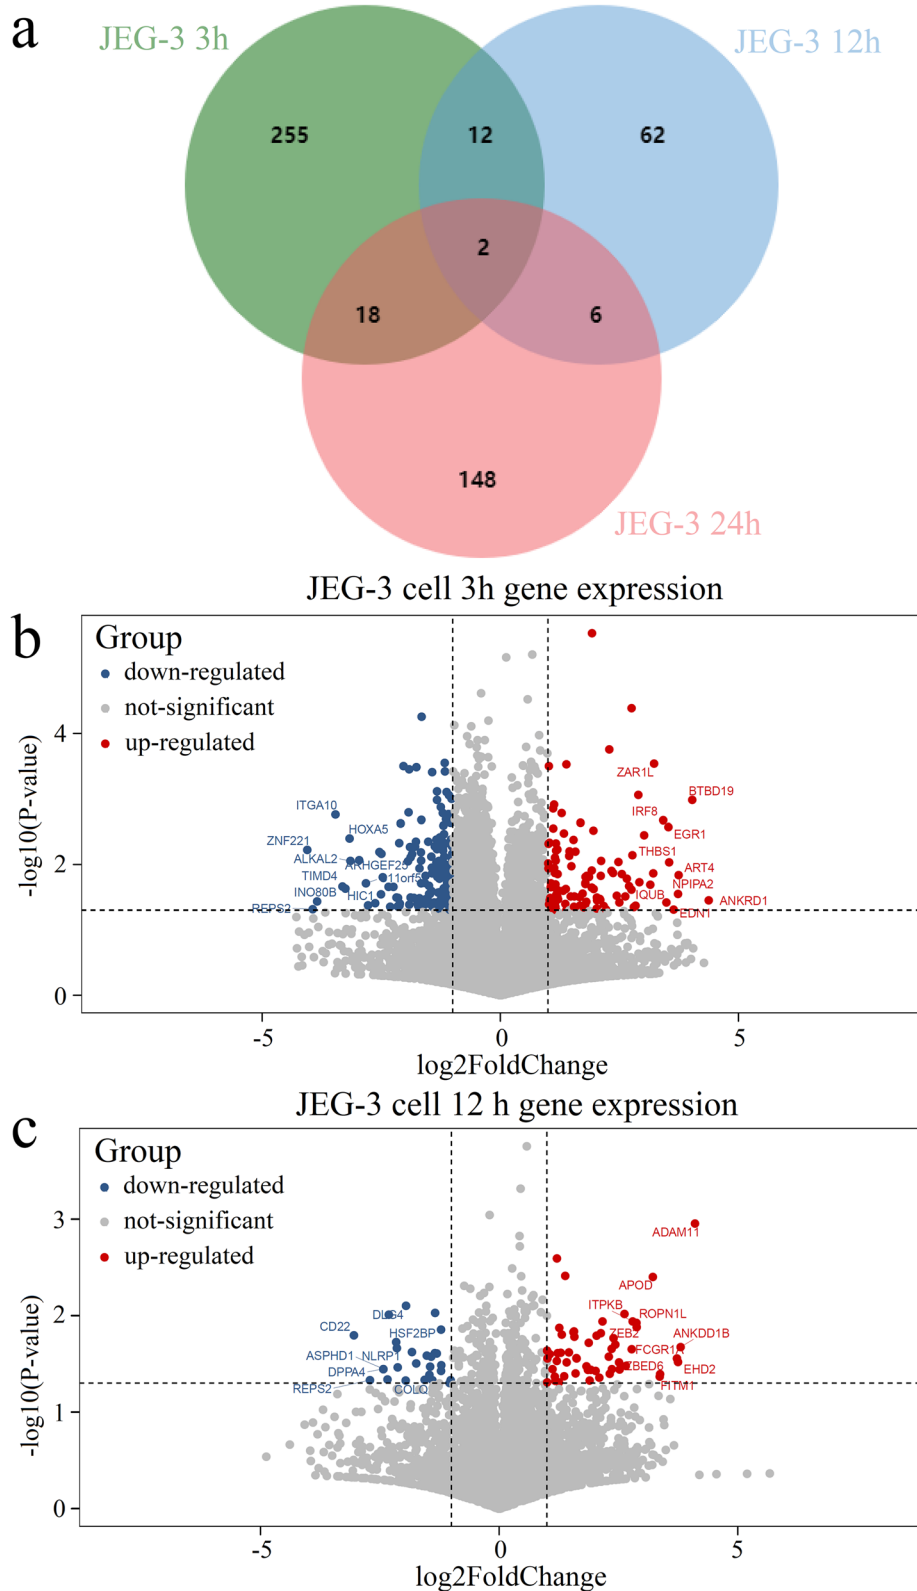 a
JEG-3 3h
JEG-3 12h
255
12
62
2
18
6
148
JEG-3 24h
JEG-3 cell 3h gene expression
b
Group
down-regulated
not-significant
up-regulated
4
2
0
-log10(P-value)
ZAR1L
BTBD19
ITGA10
IRF8
HOXA5
EGR1
ZNF221
THBS1
ALKAL2
ARHGEF25
ART4
TIMD4
11orf5
NPIPA2
INO80B
HIC1
IQUB
ANKRD1
REPS2
EDN1
-5
0
5
log2FoldChange
JEG-3 cell 12 h gene expression
c
Group
down-regulated
not-significant
up-regulated
3
2
1
0
-log10(P-value)
ADAM11
APOD
ITPKB
ROPN1L
DLG4
CD22
HSF2BP
ZEB2
ANKDD1B
ASPHD1
NLRP1
FCGR1
DPPA4
ZBED6
EHD2
REPS2
COLQ
FITM1
-5
0
5
log2FoldChange